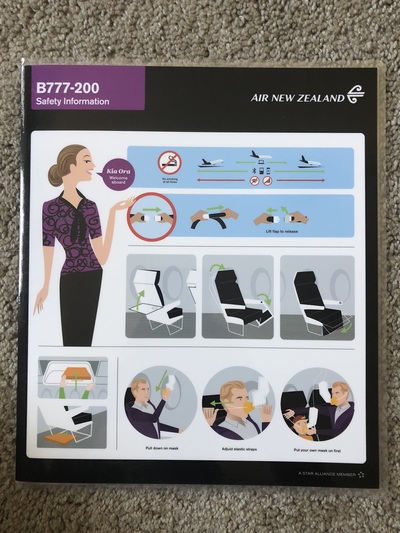 B777-200
Safety Information
AIR NEW ZEALAND
Kia Ora
Welcome
aboard
No smoking
at all times
Lift flap to release
Pull down on mask
Adjust elastic straps
Put your own mask on first
A STAR ALLIANCE MEMBER